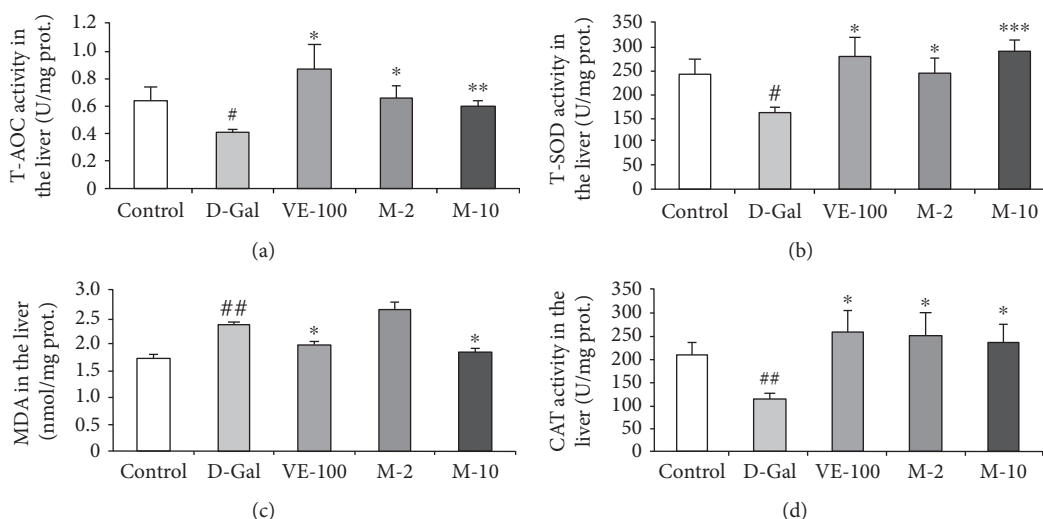 T-AOC activity in
the liver (U/mg prot.)
1.2
1
0.8
0.6
0.4
0.2
0
#
*
*
**
Control D-Gal VE-100 M-2 M-10
(a)
T-SOD activity in
the liver (U/mg prot.)
350
300
250
200
150
100
50
0
#
*
*
***
Control D-Gal VE-100 M-2 M-10
(b)
MDA in the liver
(nmol/mg prot.)
3.0
2.5
2.0
1.5
1.0
0.5
0
##
*
*
Control D-Gal VE-100 M-2 M-10
(c)
CAT activity in the
liver (U/mg prot.)
350
300
250
200
150
100
50
0
##
*
*
*
Control D-Gal VE-100 M-2 M-10
(d)